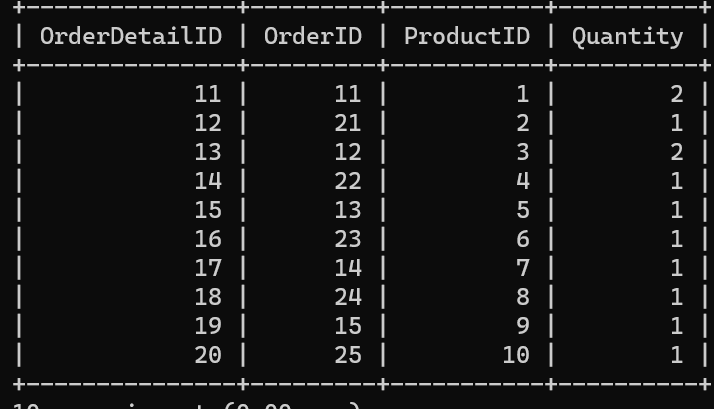 +---------------+---------+-----------+----------+
| OrderDetailID | OrderID | ProductID | Quantity |
+---------------+---------+-----------+----------+
|            11 |      11 |         1 |        2 |
|            12 |      21 |         2 |        1 |
|            13 |      12 |         3 |        2 |
|            14 |      22 |         4 |        1 |
|            15 |      13 |         5 |        1 |
|            16 |      23 |         6 |        1 |
|            17 |      14 |         7 |        1 |
|            18 |      24 |         8 |        1 |
|            19 |      15 |         9 |        1 |
|            20 |      25 |        10 |        1 |
+---------------+---------+-----------+----------+